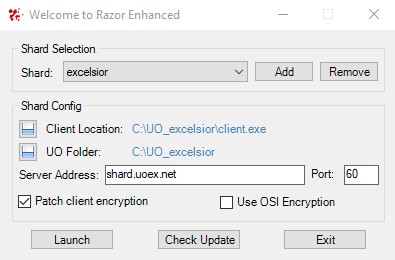 Welcome to Razor Enhanced
Shard Selection
Shard: excelsior Add Remove
Shard Config
Client Location: C:\UO_excelsior\client.exe
UO Folder: C:\UO_excelsior
Server Address: shard.uoex.net Port: 60
Patch client encryption Use OSI Encryption
Launch Check Update Exit